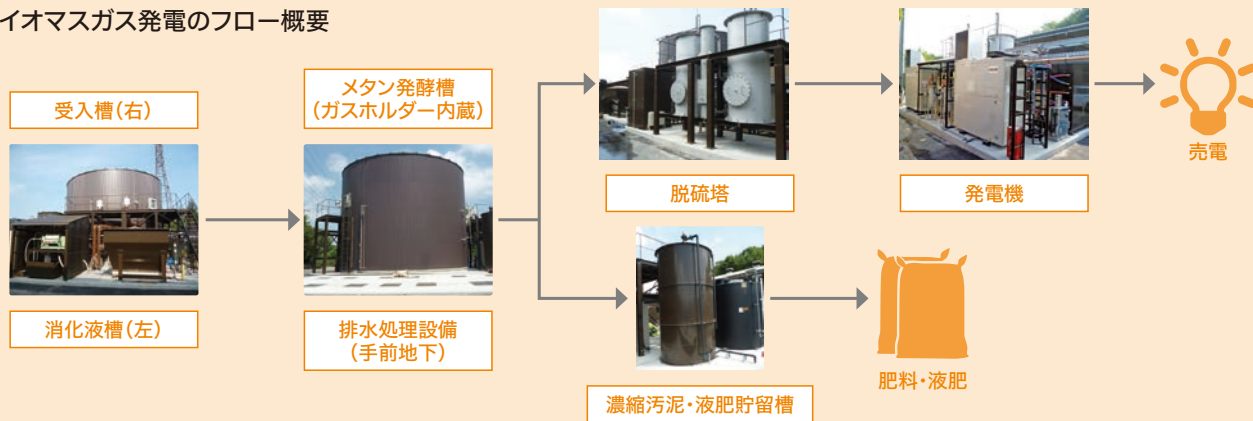 イオマスガス発電のフロー概要
受入槽(右)
消化液槽(左)
メタン発酵槽
(ガスホルダー内蔵)
排水処理設備
(手前地下)
脱硫塔
発電機
売電
濃縮汚泥・液肥貯留槽
肥料・液肥